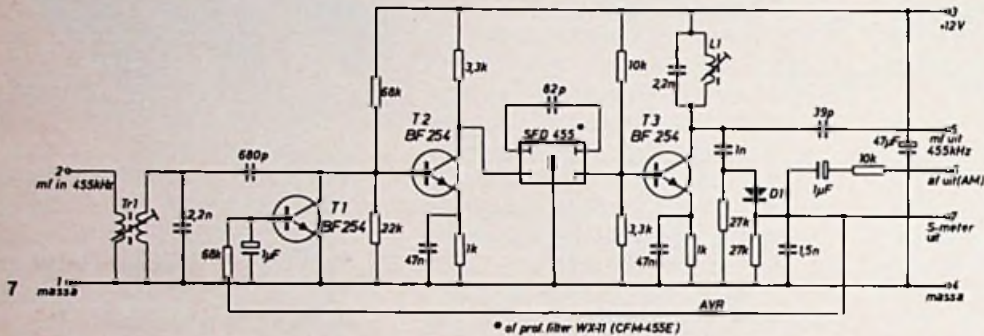 3
+12V
68k
3,3k
10k
L1
2,2n
82p
SFD 455 *
T2
BF 254
T3
BF 254
39p
5
mf uit
455kHz
47µF
680p
2
mf in 455kHz
Tr1
2,2n
T1
BF254
68k
1µF
22k
47n
1k
3,3k
47n
1k
1n
D1
27k
27k
1µF
10k
af uit(AM)
1,5n
S-meter
uit
7
1
massa
4
massa
AVR
* of prof. filter WX-11 (CFM-455E)